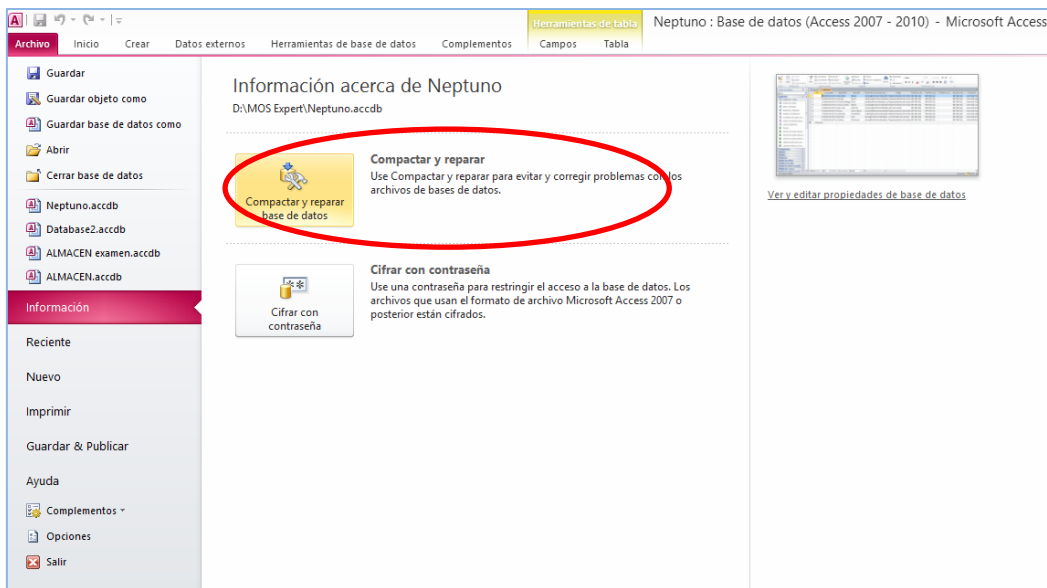 A
Herramientas de tabla
Neptuno : Base de datos (Access 2007 - 2010) - Microsoft Access
Archivo Inicio Crear Datos externos Herramientas de base de datos Complementos Campos Tabla
Guardar
Guardar objeto como
Guardar base de datos como
Abrir
Cerrar base de datos
Neptuno.accdb
Database2.accdb
ALMACEN examen.accdb
ALMACEN.accdb
Información
Reciente
Nuevo
Imprimir
Guardar & Publicar
Ayuda
Complementos
Opciones
Salir
Información acerca de Neptuno
D:\MOS Expert\Neptuno.accdb
Compactar y reparar
base de datos
Compactar y reparar
Use Compactar y reparar para evitar y corregir problemas con los
archivos de bases de datos.
Cifrar con
contraseña
Cifrar con contraseña
Use una contraseña para restringir el acceso a la base de datos. Los
archivos que usan el formato de archivo Microsoft Access 2007 o
posterior están cifrados.
Ver y editar propiedades de base de datos